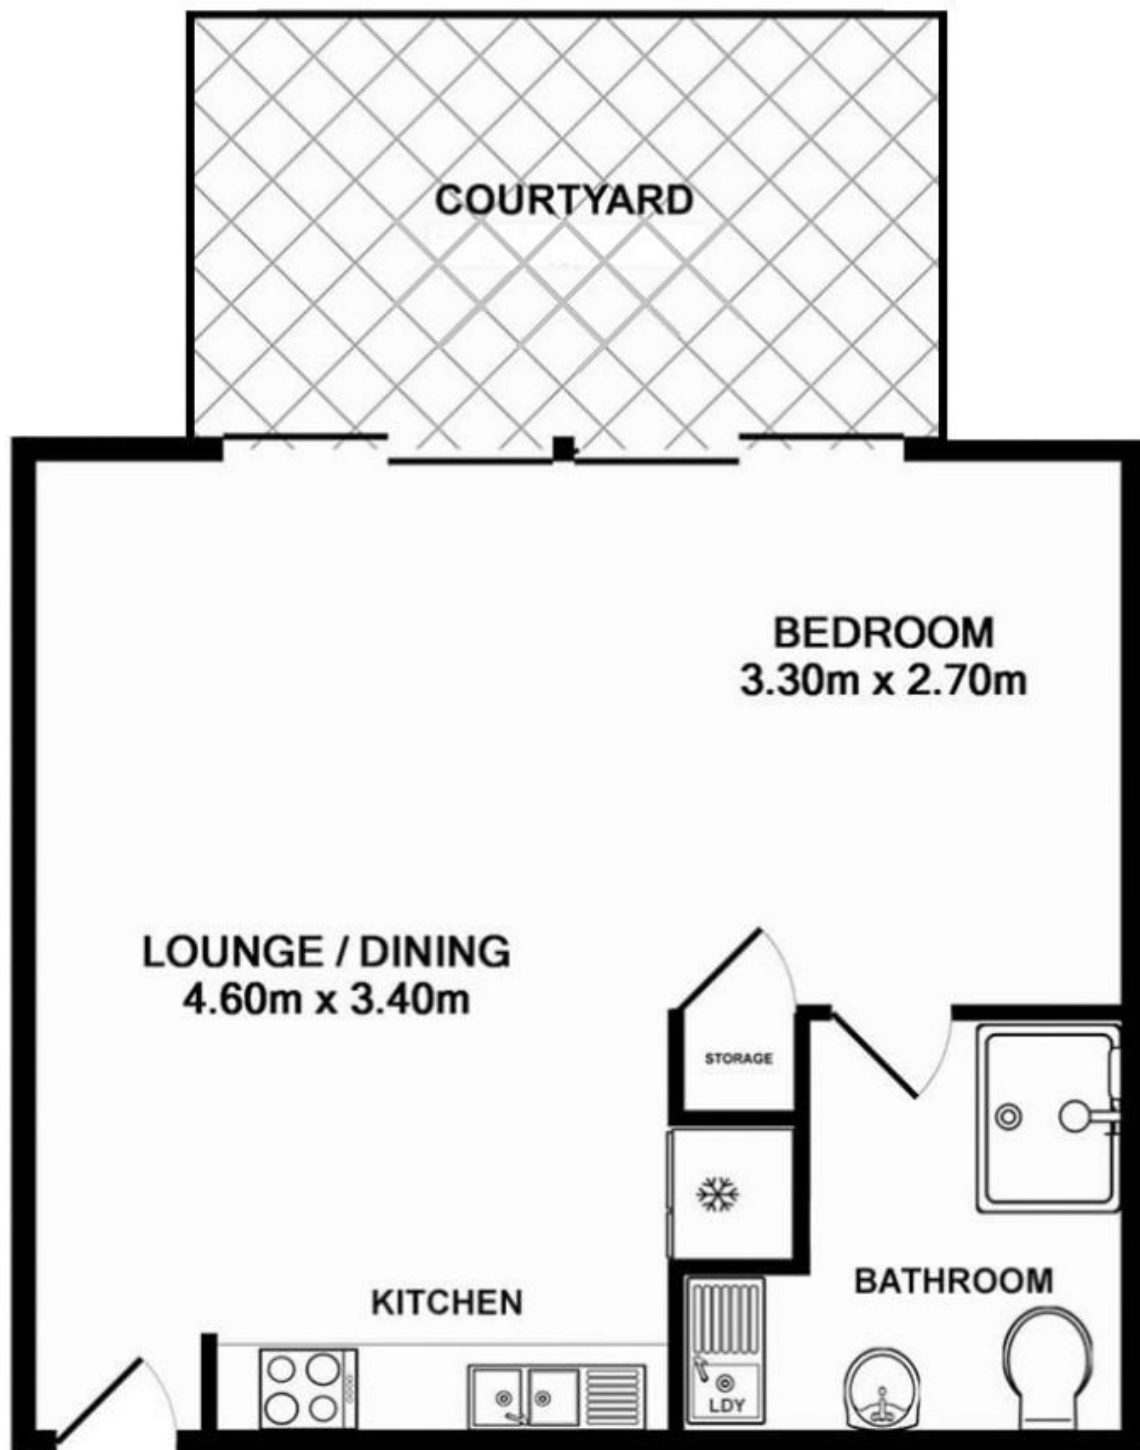 COURTYARD
BEDROOM
3.30m x 2.70m
LOUNGE / DINING
4.60m x 3.40m
STORAGE
KITCHEN
BATHROOM
LDY